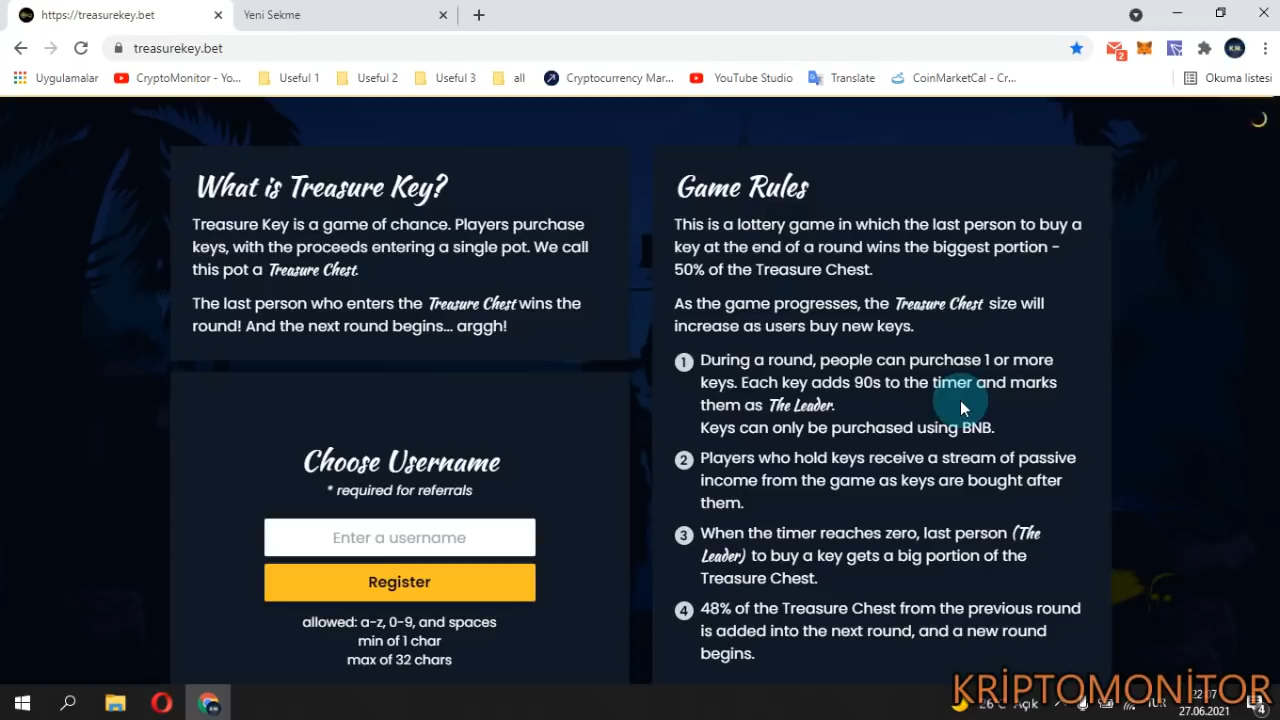 https://treasurekey.bet
Yeni Sekme
treasurekey.bet
2
K.M.
Uygulamalar
CryptoMonitor - Yo...
Useful 1
Useful 2
Useful 3
all
Cryptocurrency Mar...
YouTube Studio
Translate
CoinMarketCal - Cr...
Okuma listesi
What is Treasure Key?
Treasure Key is a game of chance. Players purchase
keys, with the proceeds entering a single pot. We call
this pot a Treasure Chest.
The last person who enters the Treasure Chest wins the
round! And the next round begins... arggh!
Choose Username
* required for referrals
Enter a username
Register
allowed: a-z, 0-9, and spaces
min of 1 char
max of 32 chars
Game Rules
This is a lottery game in which the last person to buy a
key at the end of a round wins the biggest portion -
50% of the Treasure Chest.
As the game progresses, the Treasure Chest size will
increase as users buy new keys.
1 During a round, people can purchase 1 or more
keys. Each key adds 90s to the timer and marks
them as The Leader.
Keys can only be purchased using BNB.
2 Players who hold keys receive a stream of passive
income from the game as keys are bought after
them.
3 When the timer reaches zero, last person (The
Leader) to buy a key gets a big portion of the
Treasure Chest.
4 48% of the Treasure Chest from the previous round
is added into the next round, and a new round
begins.
KRİPTOMONİTOR
26°C Açık
TUR
22:07
27.06.2021
4